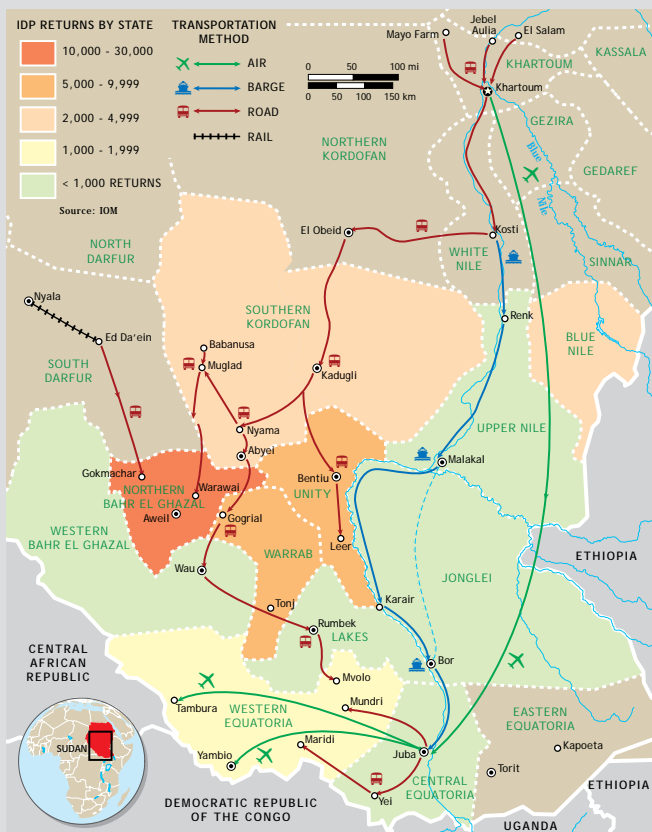 IDP RETURNS BY STATE
10,000 - 30,000
5,000 - 9,999
2,000 - 4,999
1,000 - 1,999
< 1,000 RETURNS
Source: IOM
TRANSPORTATION
METHOD
AIR
BARGE
ROAD
RAIL
0 50 100 mi
0 50 100 150 km
Mayo Farm
Jebel
Aulia
El Salam
KHARTOUM
KASSALA
Khartoum
GEZIRA
NORTHERN
KORDOFAN
Blue
Nile
GEDAREF
El Obeid
Kosti
WHITE
NILE
SINNAR
NORTH
DARFUR
Nyala
Ed Da'ein
SOUTHERN
KORDOFAN
Renk
BLUE
NILE
SOUTH
DARFUR
Babanusa
Muglad
Kadugli
Nyama
Abyei
UPPER NILE
Malakal
Gokmachar
Warawai
NORTHERN
BAHR EL GHAZAL
Aweil
Bentiu
UNITY
Gogrial
WESTERN
BAHR EL GHAZAL
WARRAB
Leer
ETHIOPIA
Wau
JONGLEI
Tonj
Karair
Rumbek
LAKES
CENTRAL
AFRICAN
REPUBLIC
Mvolo
Bor
Tambura
WESTERN
EQUATORIA
Mundri
EASTERN
EQUATORIA
Maridi
Yambio
Juba
Kapoeta
Torit
SUDAN
CENTRAL
EQUATORIA
Yei
DEMOCRATIC REPUBLIC
OF THE CONGO
ETHIOPIA
UGANDA